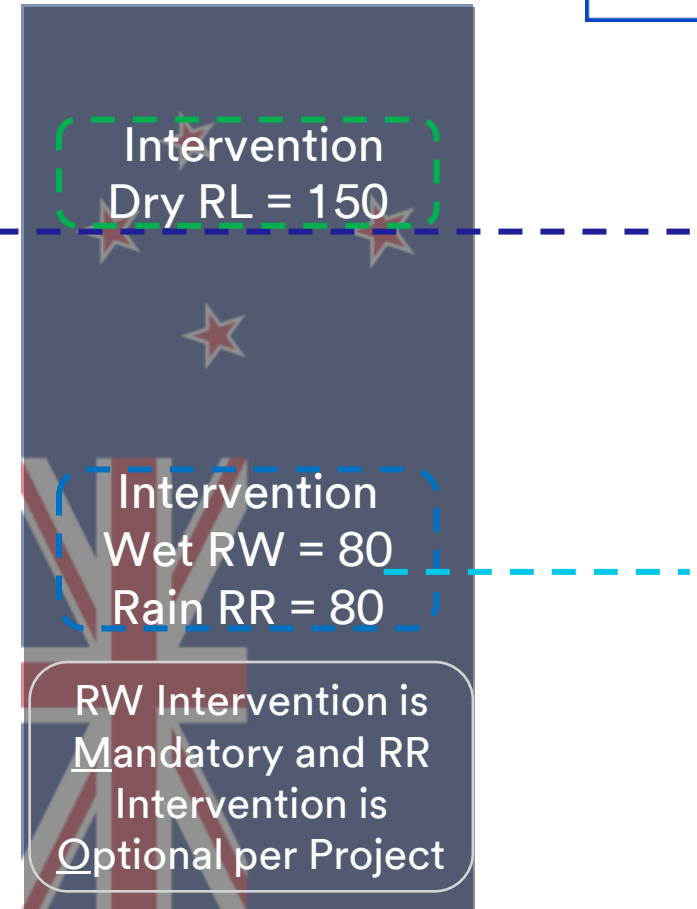 Intervention
Dry RL = 150
Intervention
Wet RW = 80
Rain RR = 80
RW Intervention is
Mandatory and RR
Intervention is
Optional per Project